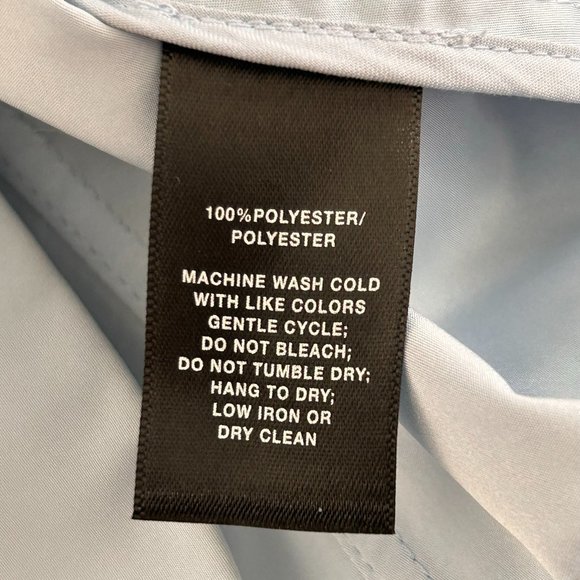 100%POLYESTER/
POLYESTER
MACHINE WASH COLD
WITH LIKE COLORS
GENTLE CYCLE;
DO NOT BLEACH;
DO NOT TUMBLE DRY;
HANG TO DRY;
LOW IRON OR
DRY CLEAN